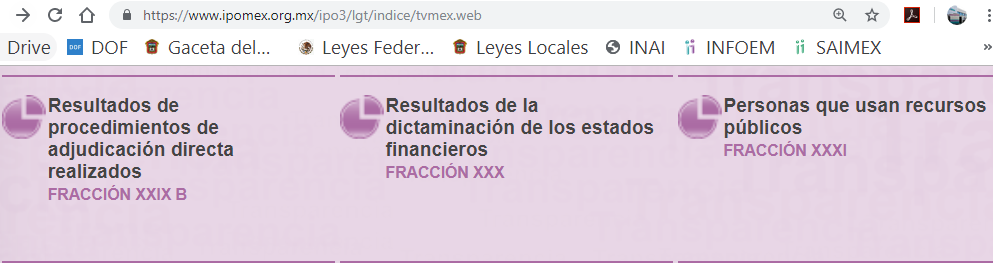 https://www.ipomex.org.mx/ipo3/lgt/indice/tvmex.web
Drive DOF DOF Gaceta del... Leyes Feder... Leyes Locales INAI INFOEM SAIMEX »
Resultados de
procedimientos de
adjudicación directa
realizados
FRACCIÓN XXIX B
Resultados de la
dictaminación de los estados
financieros
FRACCIÓN XXX
Personas que usan recursos
públicos
FRACCIÓN XXXI